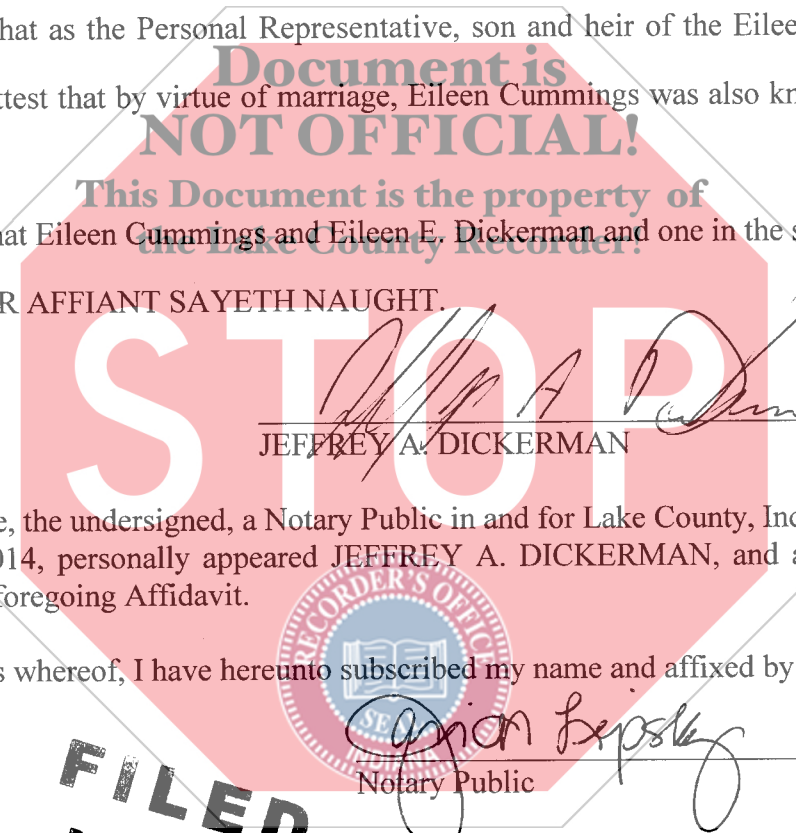 hat as the Personal Representative, son and heir of the Eilee
Document is
ttest that by virtue of marriage, Eileen Cummings was also kn
NOT OFFICIAL!
This Document is the property of
nat Eileen Cummings and Eileen E. Dickerman and one in the s
the Lake County Recorder!
R AFFIANT SAYETH NAUGHT.
STOP
JEFFREY A. DICKERMAN
e, the undersigned, a Notary Public in and for Lake County, Ind
014, personally appeared JEFFREY A. DICKERMAN, and a
foregoing Affidavit.
RECORDER'S OFFICE
s whereof, I have hereunto subscribed my name and affixed by
SEAL
INDIANA
Lipsky
Notary Public
FILED